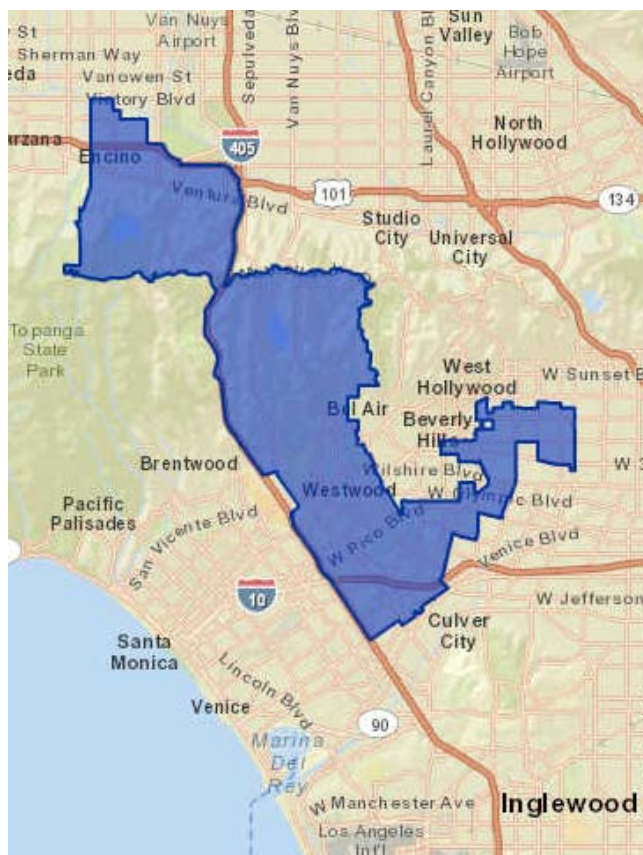 Van Nuys
Airport
Sepulveda
Van Nuys Bl
Laurel Canyon Bl
Sun
Valley
Bob
Hope
Airport
y St
Sherman Way
eda
Vanowen St
Victory Blvd
North
Hollywood
arzana
Encino
405
101
134
Ventura Blvd
Studio
City
Universal
City
Topanga
State
Park
West
Hollywood
W Sunset B
Bel Air
Beverly
Hills
Brentwood
Wilshire Blvd
W 3
Westwood
W Olympic Blvd
Pacific
Palisades
San Vicente Blvd
W Pico Blvd
Venice Blvd
10
W Jefferson
Culver
City
Santa
Monica
Lincoln Blvd
Venice
90
Marina
Del
Rey
W Manchester Ave
Inglewood
Los Angeles
Int'l